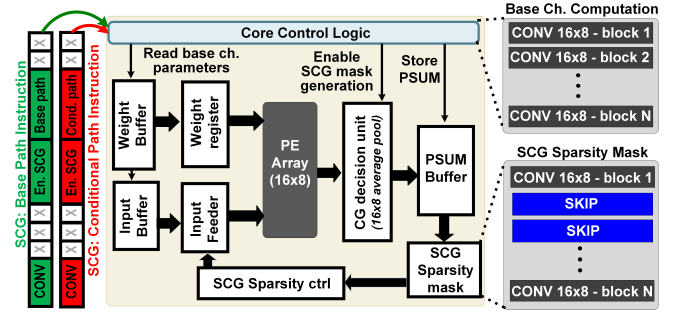 SCG: Base Path Instruction
X
X
Base path
En. SCG
X
X
X
CONV
X
X
Cond. path
En. SCG
X
X
X
CONV
SCG: Conditional Path Instruction
Core Control Logic
Read base ch.
parameters
Enable
SCG mask
generation
Store
PSUM
Weight
Buffer
Weight
register
Input
Buffer
Input
Feeder
PE
Array
(16x8)
CG decision unit
(16x8 average pool)
PSUM
Buffer
SCG Sparsity ctrl
SCG
Sparsity
mask
Base Ch. Computation
CONV 16x8 - block 1
CONV 16x8 - block 2
CONV 16x8 - block N
SCG Sparsity Mask
CONV 16x8 - block 1
SKIP
SKIP
CONV 16x8 - block N